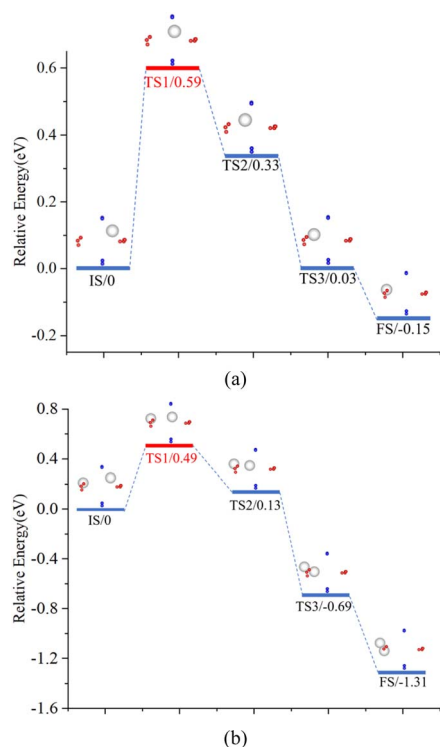 Relative Energy(eV)
0.6
0.4
0.2
0.0
-0.2
IS/0
TS1/0.59
TS2/0.33
TS3/0.03
FS/-0.15
(a)
Relative Energy(eV)
0.8
0.4
0.0
-0.4
-0.8
-1.2
-1.6
IS/0
TS1/0.49
TS2/0.13
TS3/-0.69
FS/-1.31
(b)